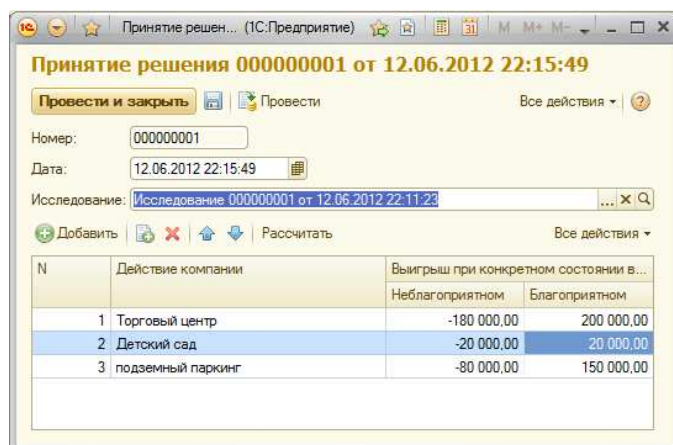 Принятие решен... (1С:Предприятие) M M+ M-
Принятие решения 000000001 от 12.06.2012 22:15:49
Провести и закрыть Провести Все действия
Номер: 000000001
Дата: 12.06.2012 22:15:49
Исследование: Исследование 000000001 от 12.06.2012 22:11:23 ...
Добавить Рассчитать Все действия
N Действие компании Выигрыш при конкретном состоянии в...
Неблагоприятном Благоприятном
1 Торговый центр -180 000,00 200 000,00
2 Детский сад -20 000,00 20 000,00
3 подземный паркинг -80 000,00 150 000,00